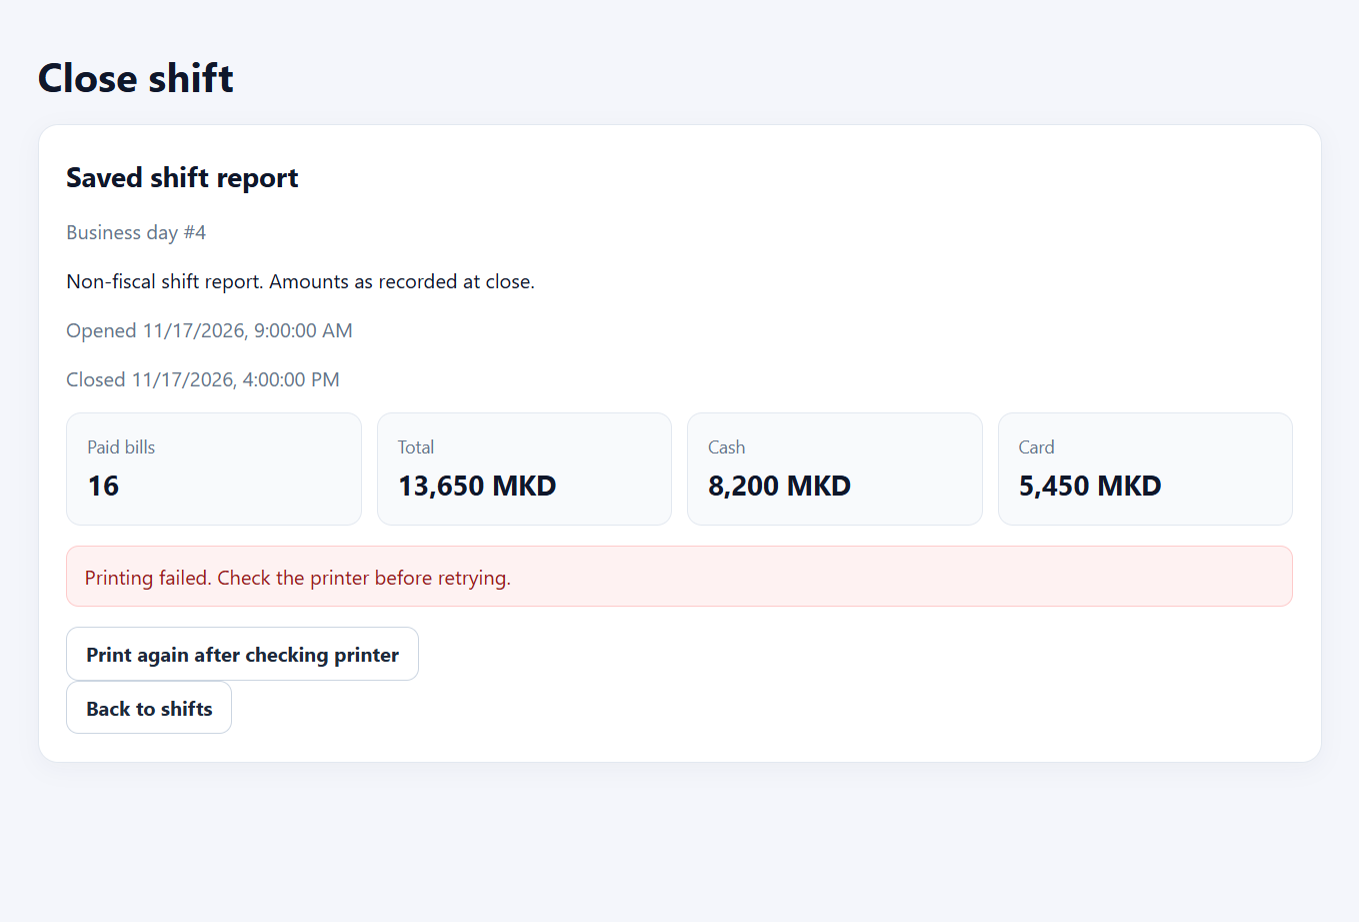 Close shift
Saved shift report
Business day #4
Non-fiscal shift report. Amounts as recorded at close.
Opened 11/17/2026, 9:00:00 AM
Closed 11/17/2026, 4:00:00 PM
Paid bills
16
Total
13,650 MKD
Cash
8,200 MKD
Card
5,450 MKD
Printing failed. Check the printer before retrying.
Print again after checking printer
Back to shifts